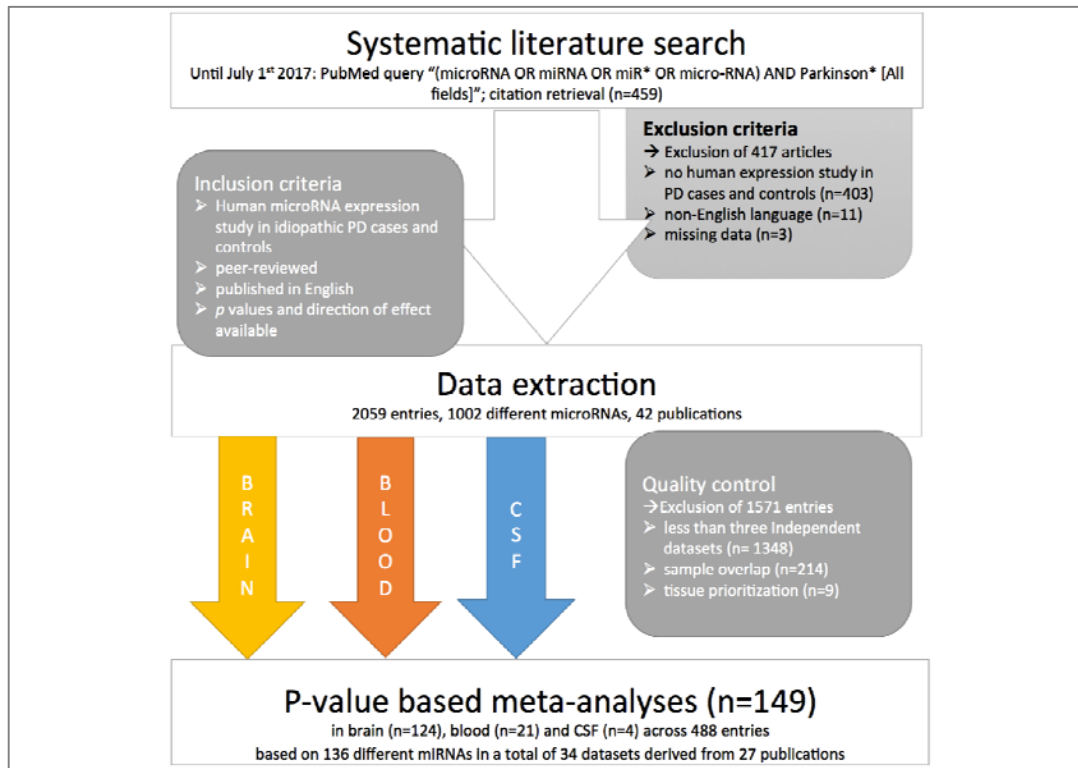 Systematic literature search
Until July 1st 2017: PubMed query “(microRNA OR miRNA OR miR* OR micro-RNA) AND Parkinson* [All
fields]”; citation retrieval (n=459)
Exclusion criteria
→ Exclusion of 417 articles
➢ no human expression study in
PD cases and controls (n=403)
➢ non-English language (n=11)
➢ missing data (n=3)
Inclusion criteria
➢ Human microRNA expression
study in idiopathic PD cases and
controls
➢ peer-reviewed
➢ published in English
➢ p values and direction of effect
available
Data extraction
2059 entries, 1002 different microRNAs, 42 publications
BRAIN
BLOOD
CSF
Quality control
→Exclusion of 1571 entries
➢ less than three Independent
datasets (n= 1348)
➢ sample overlap (n=214)
➢ tissue prioritization (n=9)
P-value based meta-analyses (n=149)
in brain (n=124), blood (n=21) and CSF (n=4) across 488 entries
based on 136 different miRNAs in a total of 34 datasets derived from 27 publications